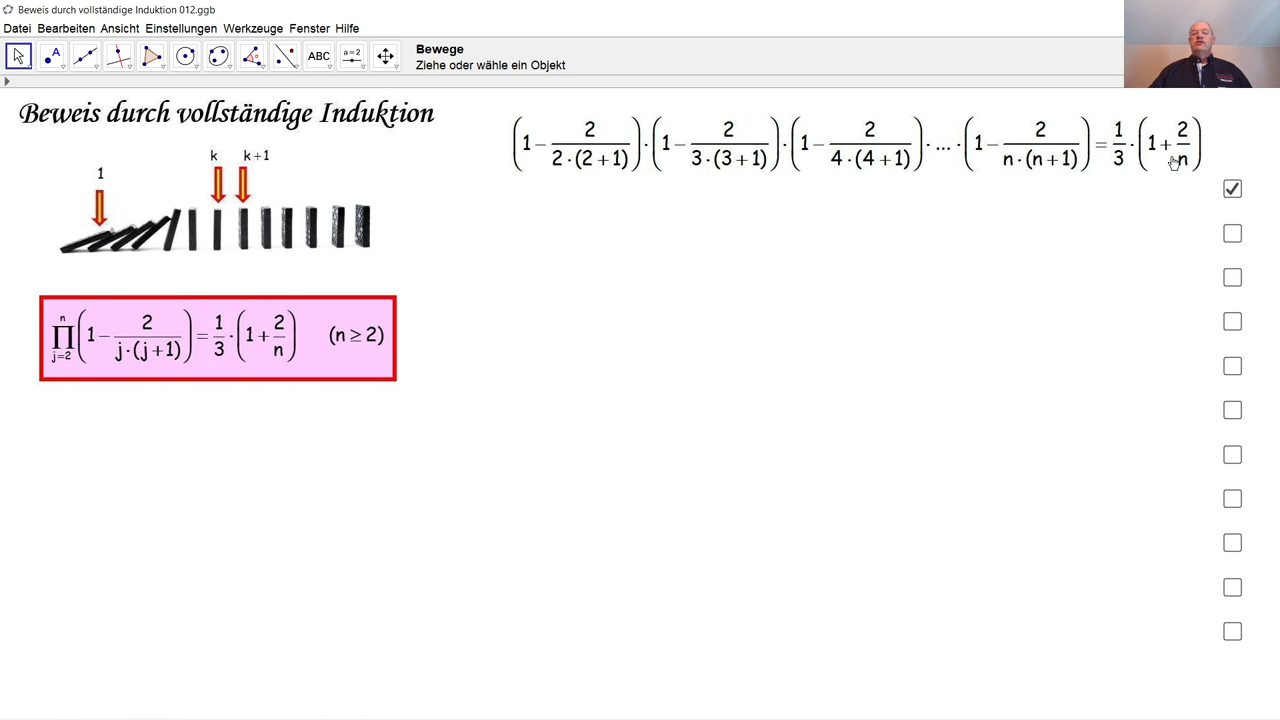 Beweis durch vollständige Induktion 012.ggb
Datei Bearbeiten Ansicht Einstellungen Werkzeuge Fenster Hilfe
A
ABC
a=2
Bewege
Ziehe oder wähle ein Objekt
Beweis durch vollständige Induktion
1 k k+1
(1 − 2/(2·(2+1))) · (1 − 2/(3·(3+1))) · (1 − 2/(4·(4+1))) · ... · (1 − 2/(n·(n+1))) = 1/3 · (1 + 2/n)
∏_{j=2}^{n} (1 − 2/(j·(j+1))) = 1/3 · (1 + 2/n) (n ≥ 2)